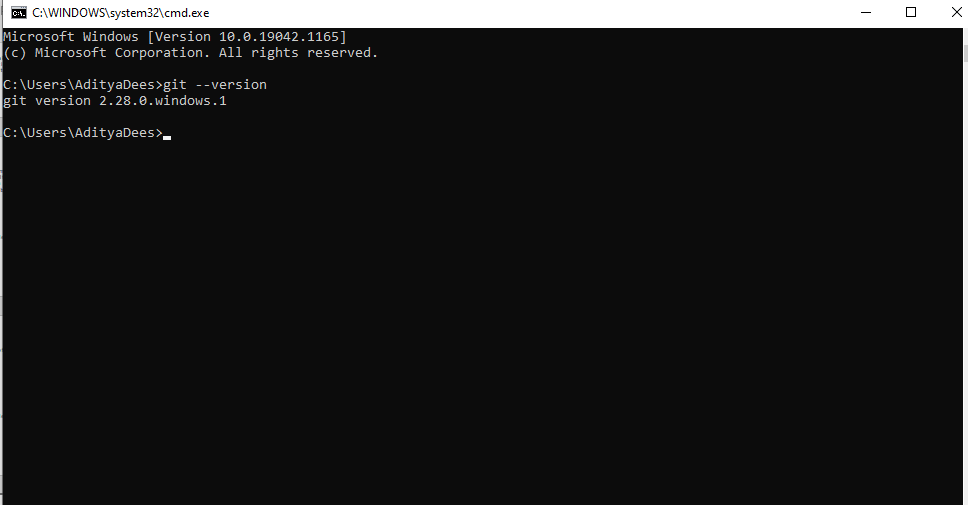 C:\WINDOWS\system32\cmd.exe
Microsoft Windows [Version 10.0.19042.1165]
(c) Microsoft Corporation. All rights reserved.
C:\Users\AdityaDees>git --version
git version 2.28.0.windows.1
C:\Users\AdityaDees>